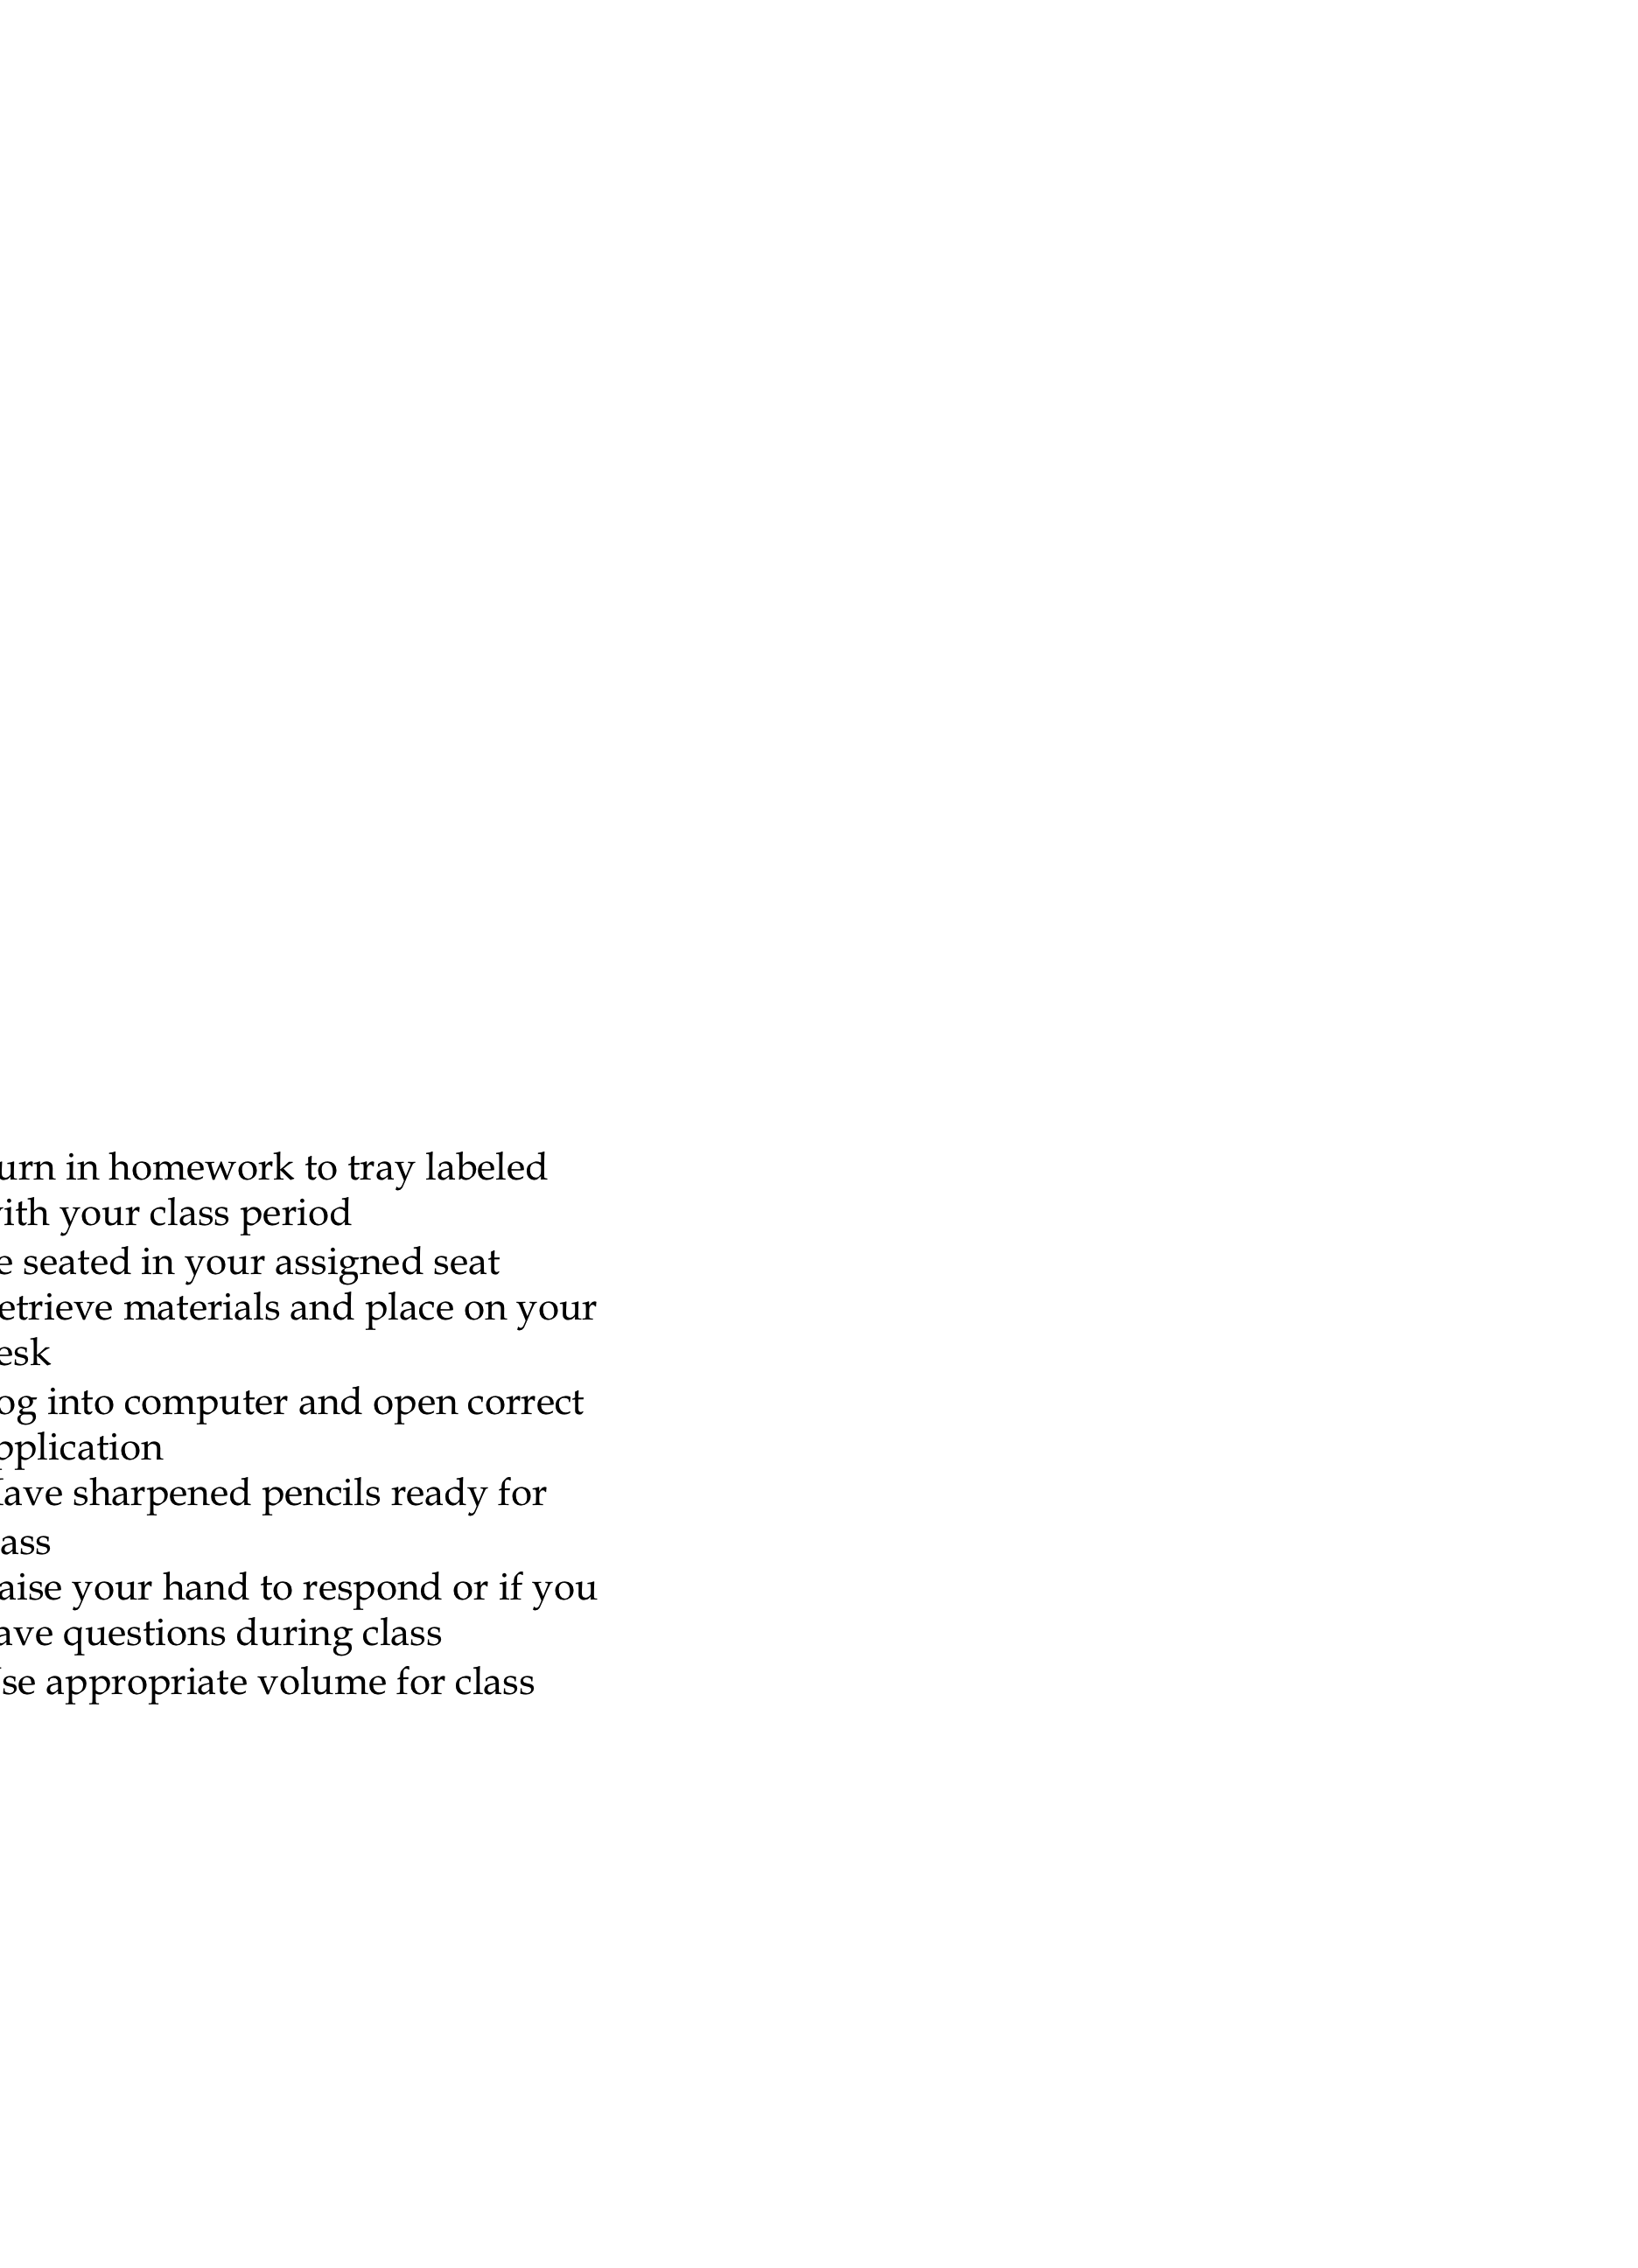 urn in homework to tray labeled
ith your class period
e seated in your assigned seat
etrieve materials and place on your
esk
og into computer and open correct
pplication
ave sharpened pencils ready for
ass
aise your hand to respond or if you
ave questions during class
se appropriate volume for class